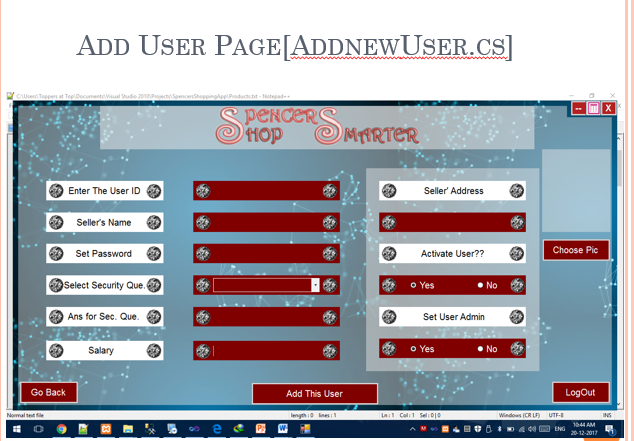 Add User Page[AddnewUser.cs]
C:\Users\Toppers at Top\Documents\Visual Studio 2010\Projects\SpencerShoppingApp\Products.txt - Notepad++
Spencer's
Shop Smarter
Enter The User ID
Seller's Name
Set Password
Select Security Que.
Ans for Sec. Que.
Salary
Seller' Address
Activate User??
Yes No
Set User Admin
Yes No
Choose Pic
Go Back
Add This User
LogOut
Normal text file length : 0 lines : 1 Ln : 1 Col : 1 Sel : 0 | 0 Windows (CR LF) UTF-8 INS
ENG 10:44 AM
20-12-2017